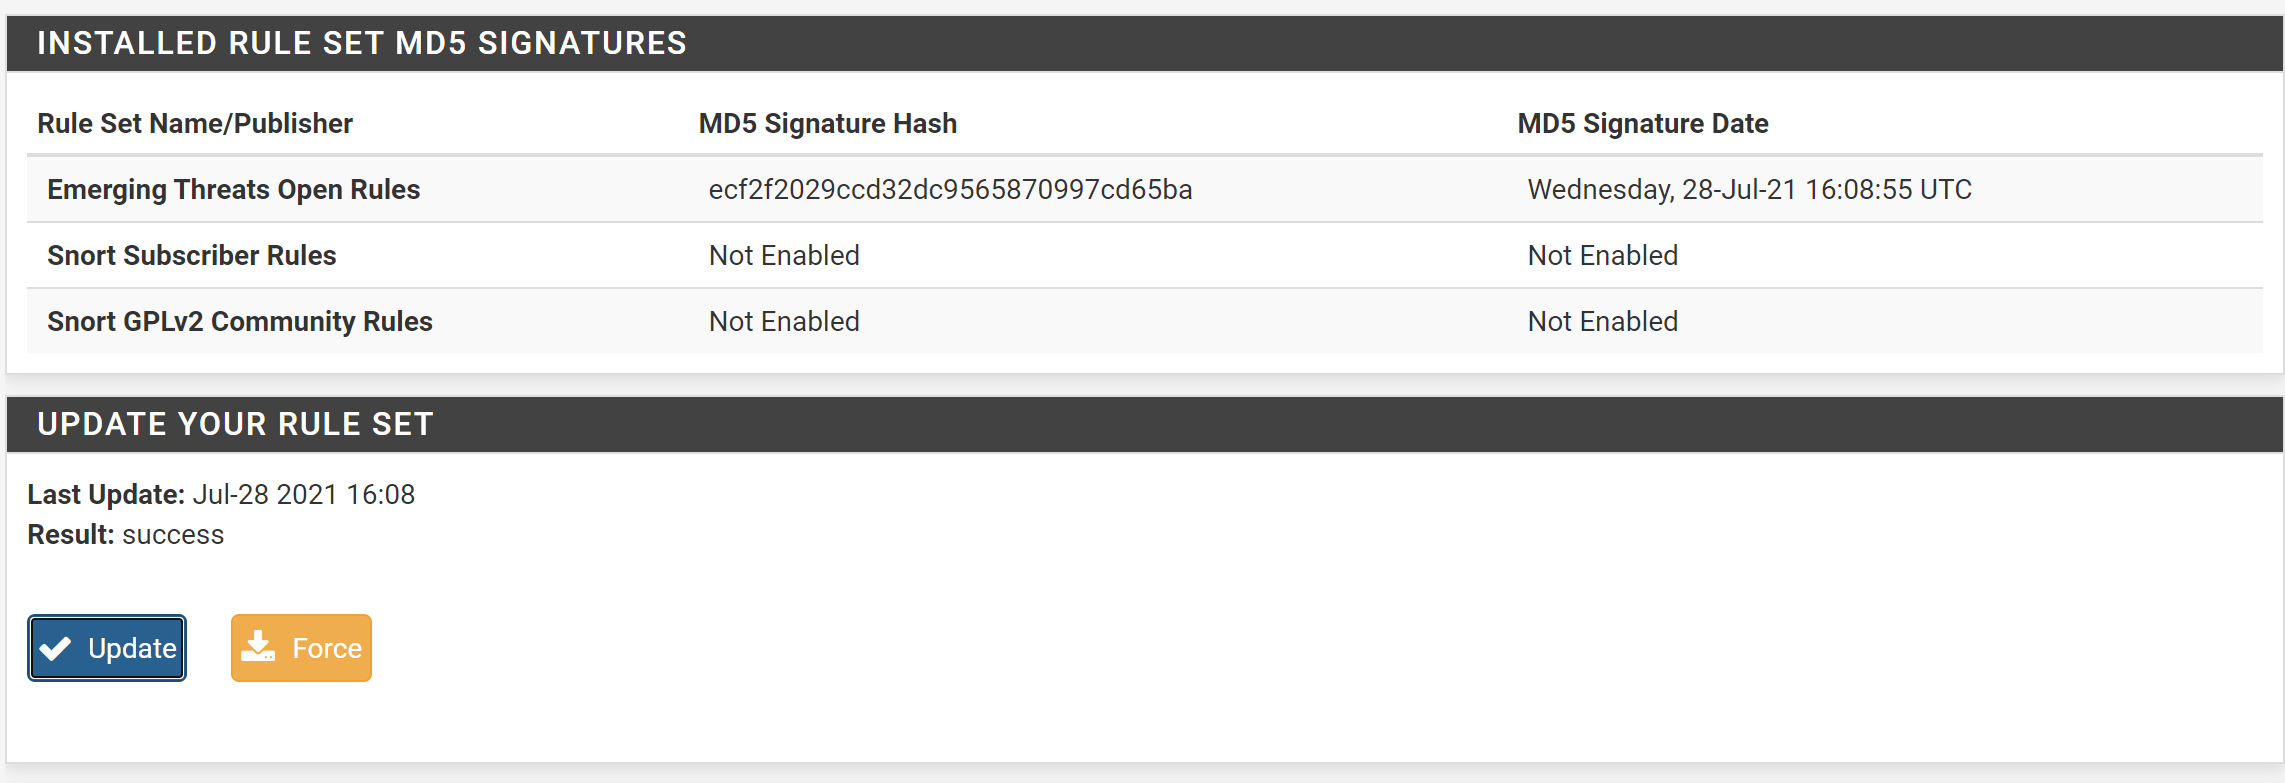 INSTALLED RULE SET MD5 SIGNATURES
Rule Set Name/Publisher MD5 Signature Hash MD5 Signature Date
Emerging Threats Open Rules ecf2f2029ccd32dc9565870997cd65ba Wednesday, 28-Jul-21 16:08:55 UTC
Snort Subscriber Rules Not Enabled Not Enabled
Snort GPLv2 Community Rules Not Enabled Not Enabled
UPDATE YOUR RULE SET
Last Update: Jul-28 2021 16:08
Result: success
Update Force